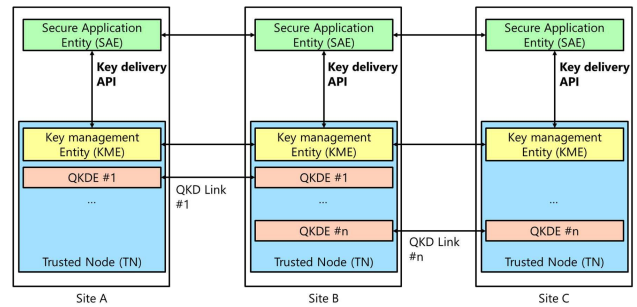 Secure Application
Entity (SAE)
Secure Application
Entity (SAE)
Secure Application
Entity (SAE)
Key delivery
API
Key delivery
API
Key delivery
API
Key management
Entity (KME)
Key management
Entity (KME)
Key management
Entity (KME)
QKDE #1
QKD Link
#1
QKDE #1
...
...
...
QKDE #n
QKD Link
#n
QKDE #n
Trusted Node (TN)
Trusted Node (TN)
Trusted Node (TN)
Site A
Site B
Site C